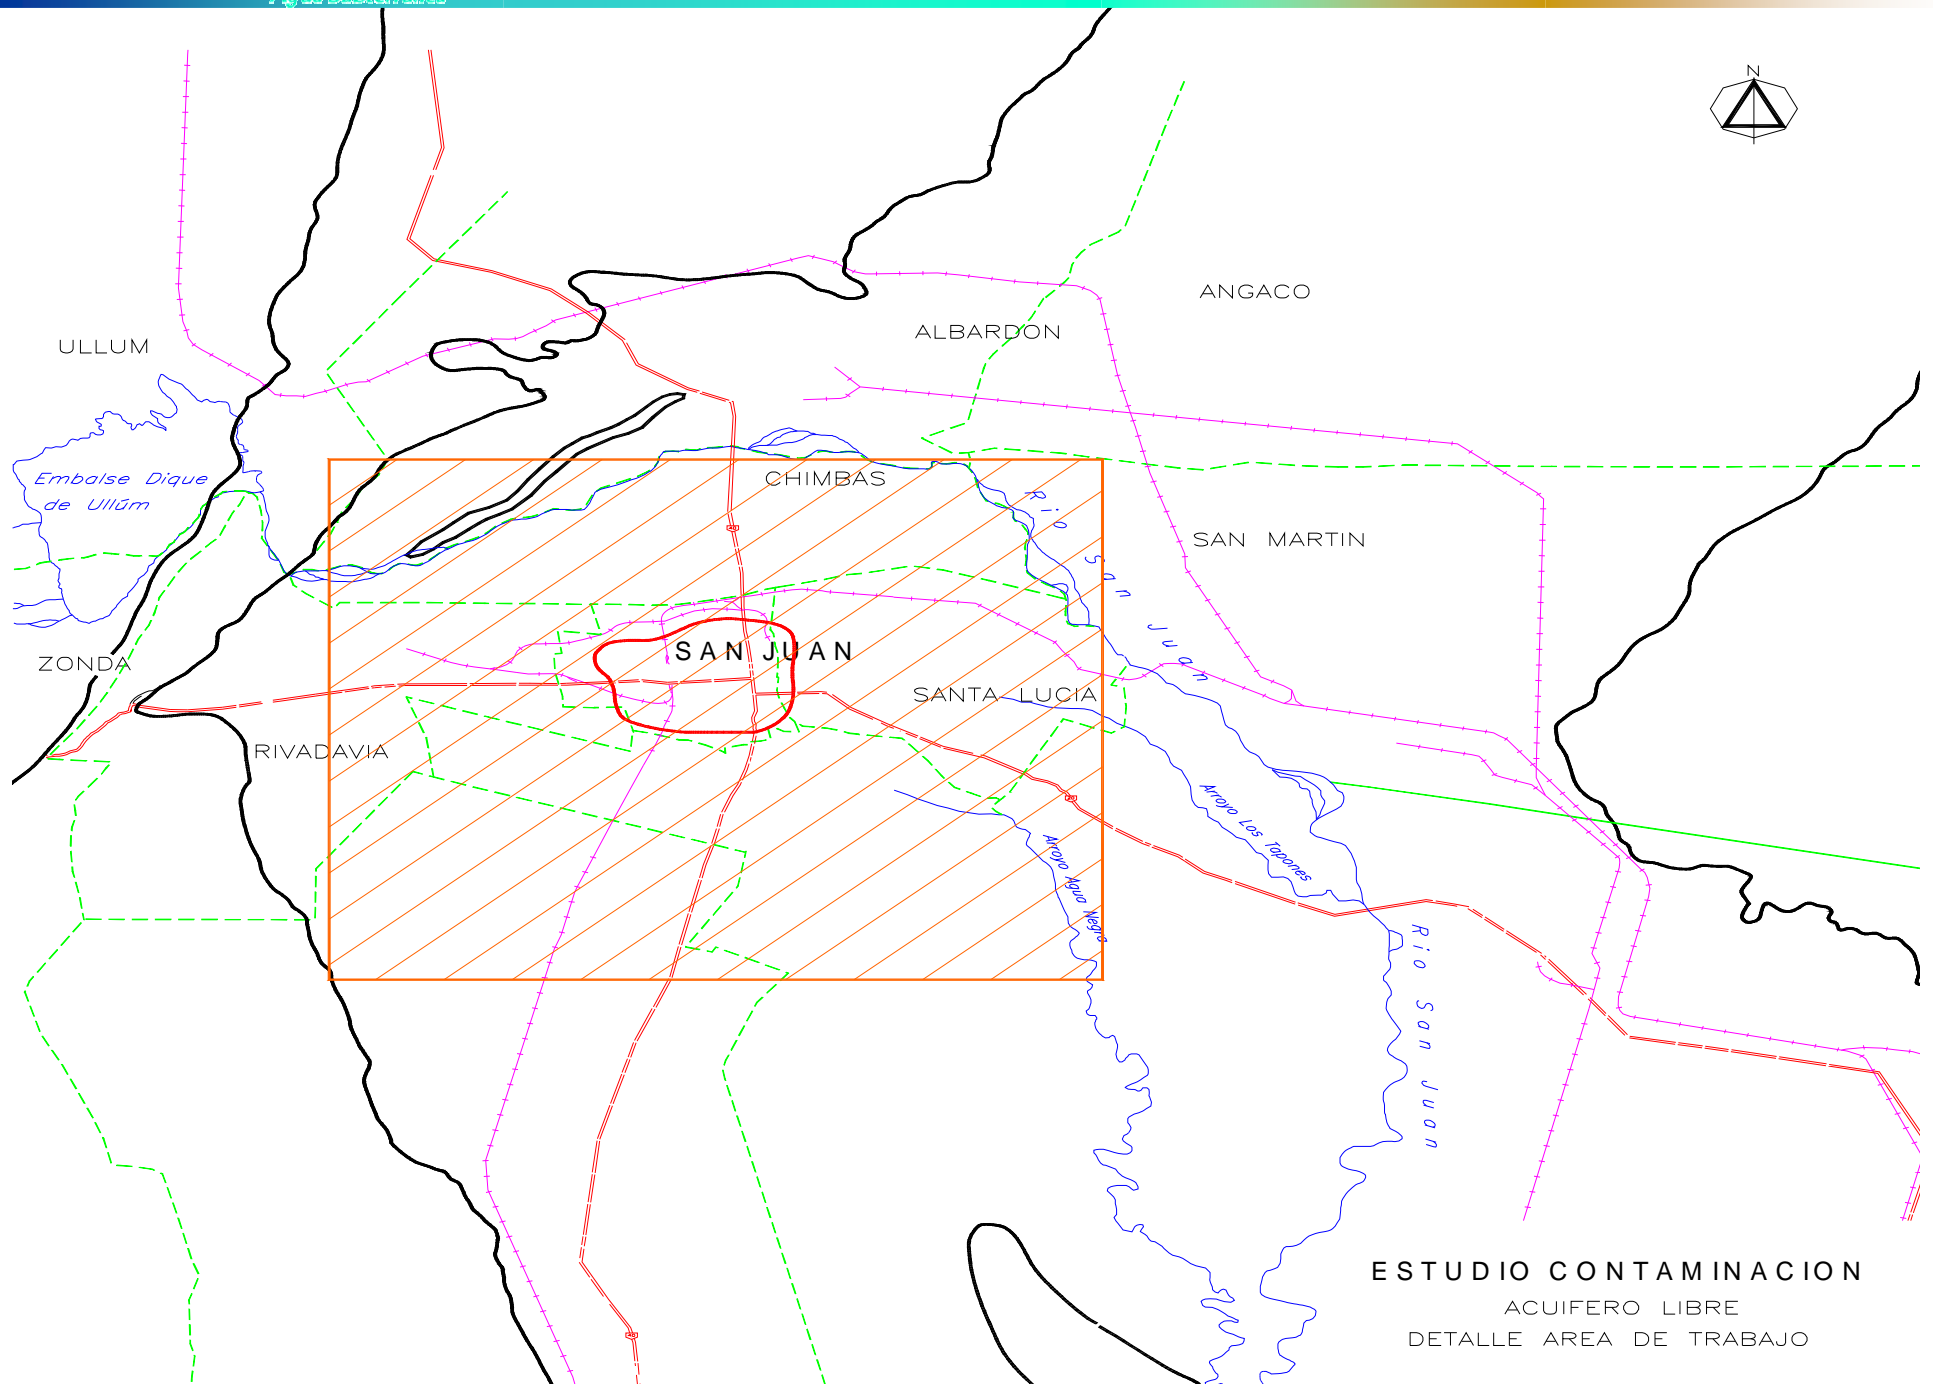 N
ANGACO
ALBARDON
ULLUM
Embalse Dique
de Ullúm
CHIMBAS
Rio San Juan
SAN MARTIN
SAN JUAN
ZONDA
SANTA LUCIA
RIVADAVIA
Arroyo Los Tapones
Arroyo Agua Negra
Rio San Juan
ESTUDIO CONTAMINACION
ACUIFERO LIBRE
DETALLE AREA DE TRABAJO